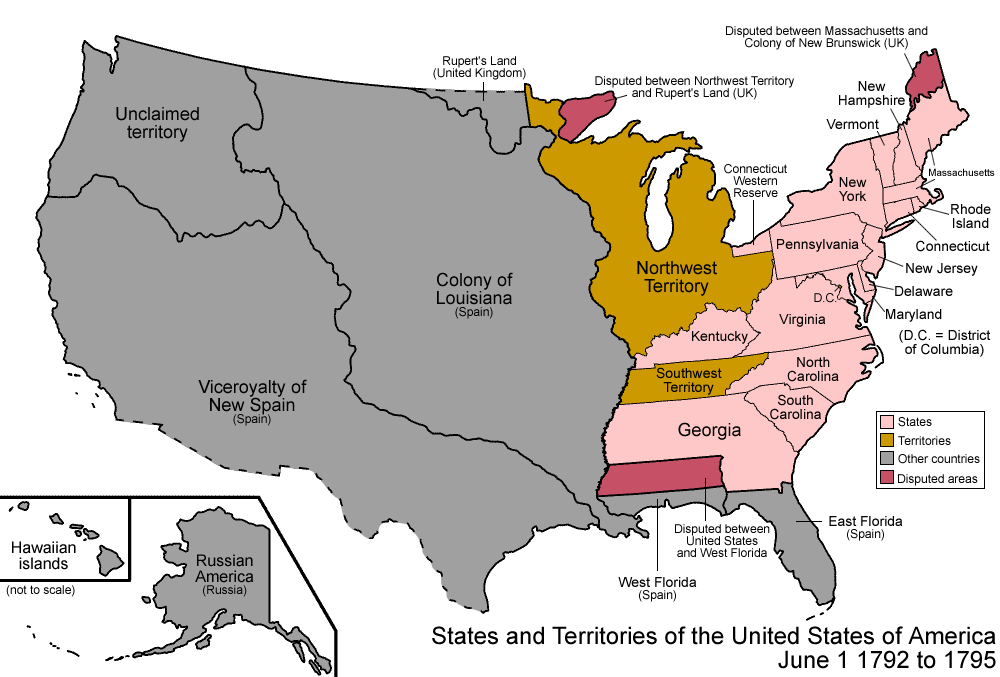 Disputed between Massachusetts and
Colony of New Brunswick (UK)
Rupert's Land
(United Kingdom)
Disputed between Northwest Territory
and Rupert's Land (UK)
New
Hampshire
Unclaimed
territory
Vermont
Connecticut
Western
Reserve
Massachusetts
New
York
Rhode
Island
Pennsylvania
Connecticut
Northwest
Territory
New Jersey
Colony of
Louisiana
(Spain)
D.C.
Delaware
Maryland
Virginia
(D.C. = District
of Columbia)
Kentucky
North
Carolina
Southwest
Territory
Viceroyalty of
New Spain
(Spain)
South
Carolina
Georgia
States
Territories
Other countries
Disputed areas
Disputed between
United States
and West Florida
East Florida
(Spain)
West Florida
(Spain)
Hawaiian
islands
(not to scale)
Russian
America
(Russia)
States and Territories of the United States of America
June 1 1792 to 1795